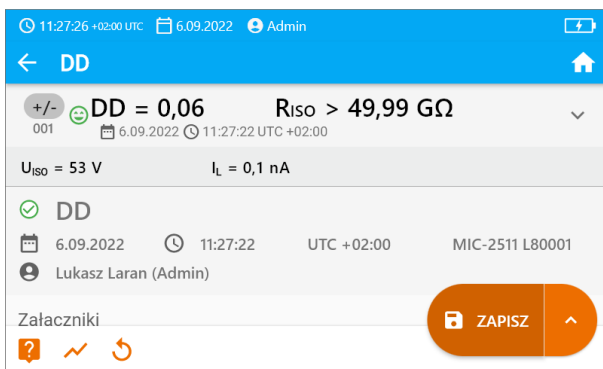 11:27:26 +02:00 UTC 6.09.2022 Admin
DD
+/- DD = 0,06 RISO > 49,99 GΩ
001 6.09.2022 11:27:22 UTC +02:00
UISO = 53 V IL = 0,1 nA
DD
6.09.2022 11:27:22 UTC +02:00 MIC-2511 L80001
Lukasz Laran (Admin)
Załaczniki
ZAPISZ
?